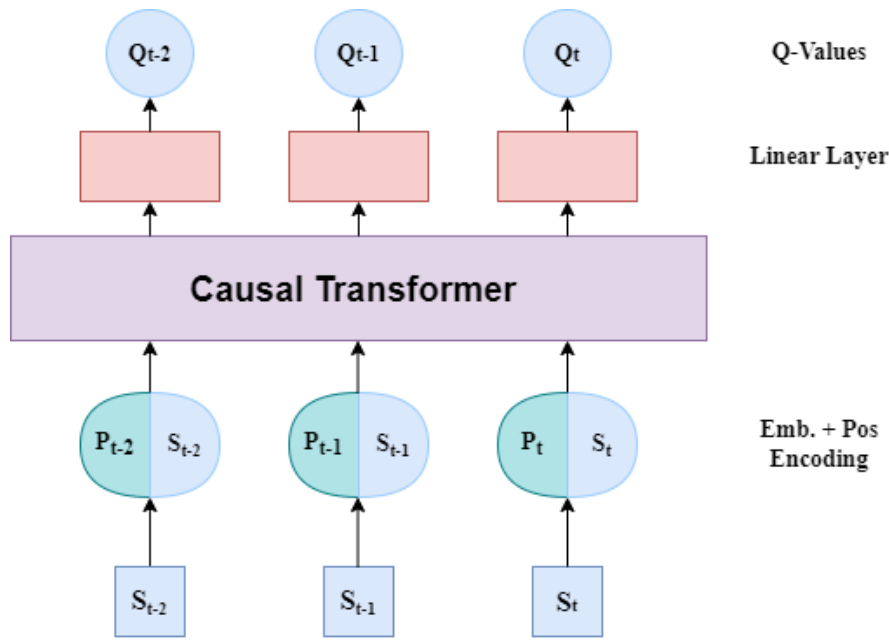 Qt-2 Qt-1 Qt Q-Values
Linear Layer
Causal Transformer
Pt-2 St-2 Pt-1 St-1 Pt St Emb. + Pos
Encoding
St-2 St-1 St